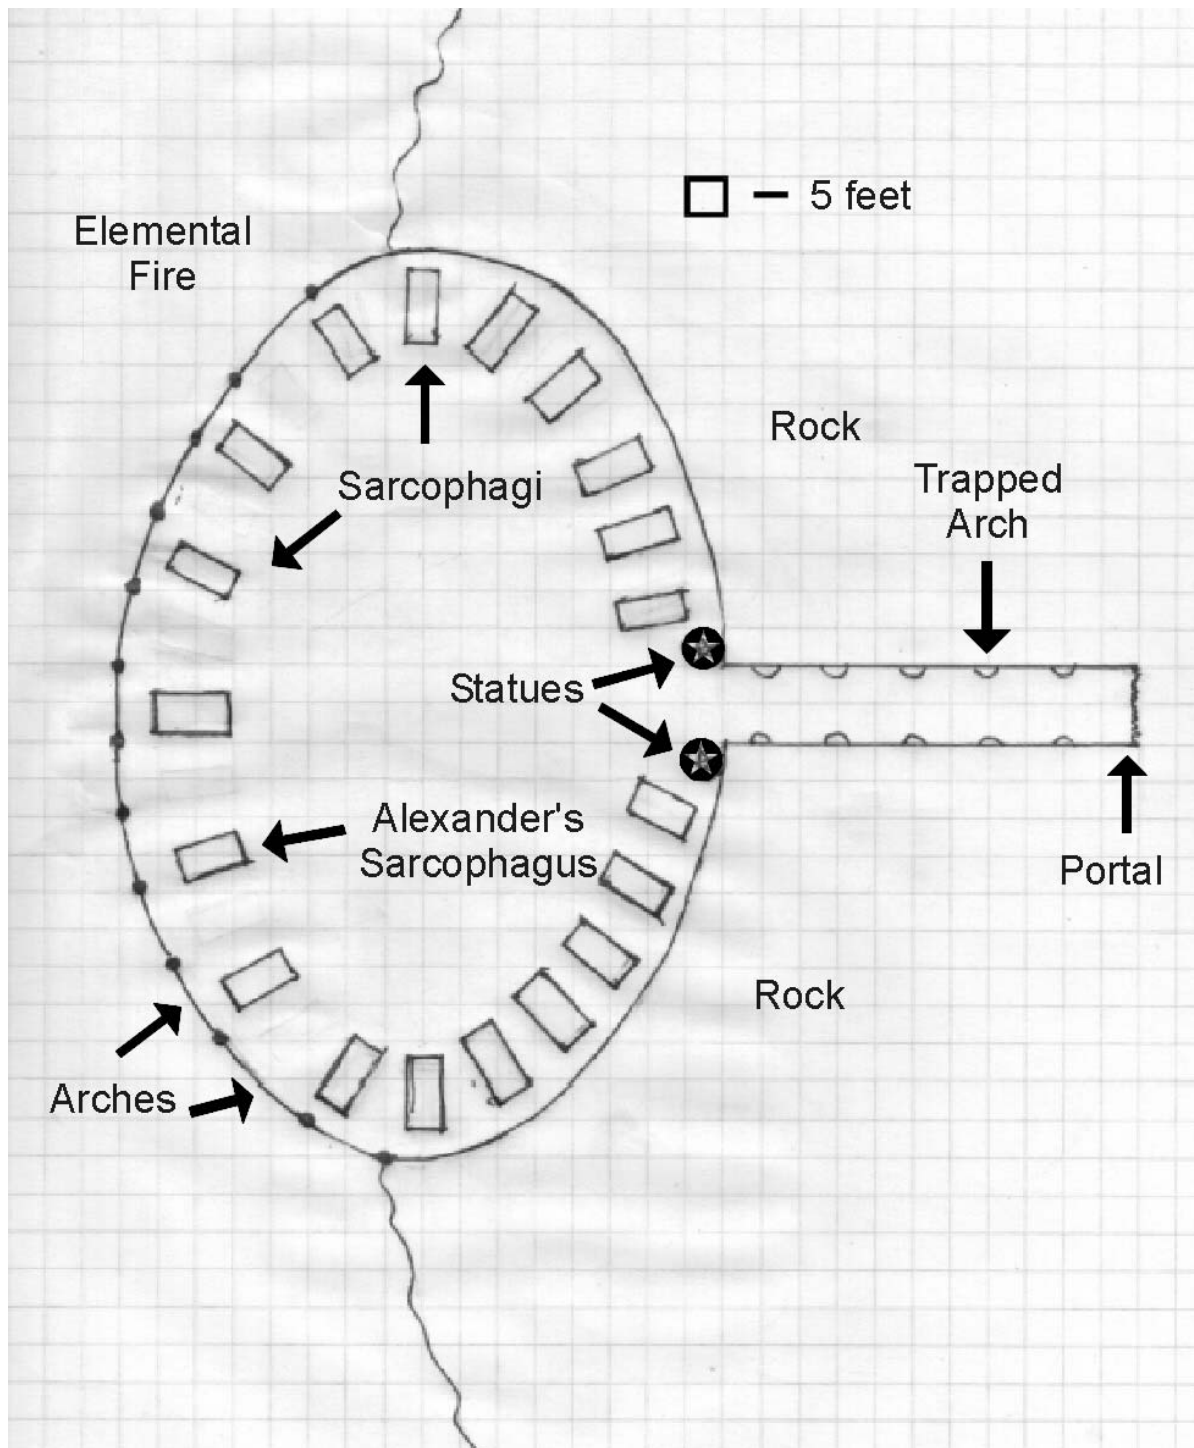 — 5 feet
Elemental
Fire
Rock
Trapped
Arch
Sarcophagi
Statues
Alexander's
Sarcophagus
Portal
Rock
Arches